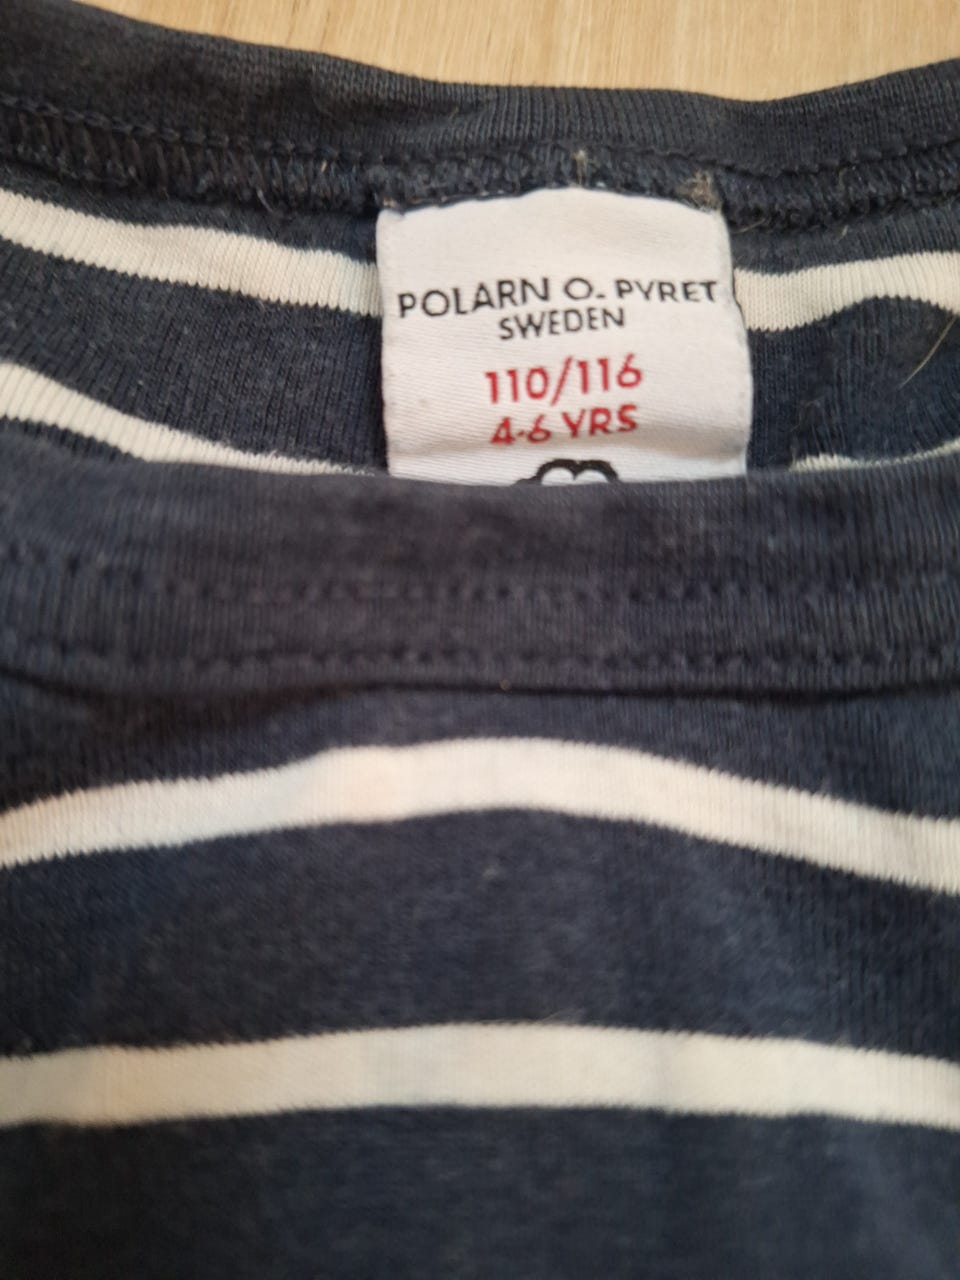 POLARN O. PYRET
SWEDEN
110/116
4-6 YRS